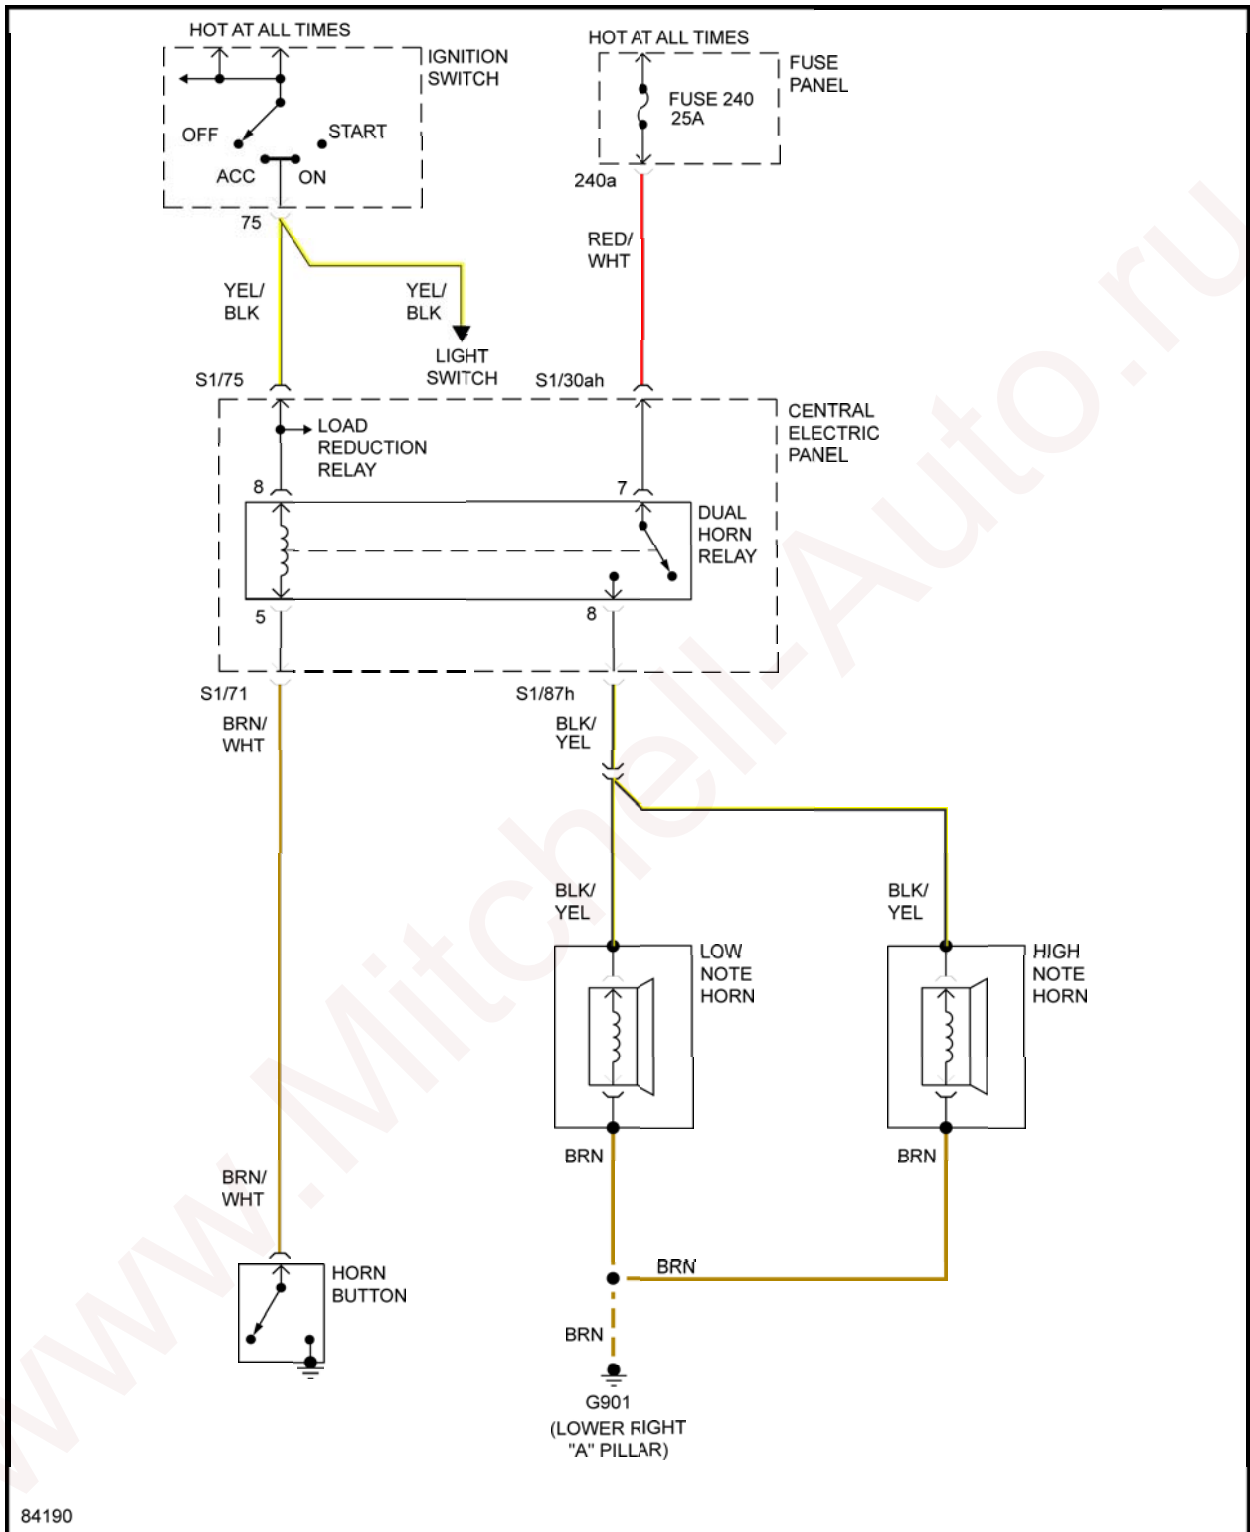 HOT AT ALL TIMES
HOT AT ALL TIMES
IGNITION
SWITCH
FUSE
PANEL
FUSE 240
25A
OFF
START
ACC
ON
75
240a
RED/
WHT
YEL/
BLK
YEL/
BLK
LIGHT
SWITCH
S1/75
S1/30ah
CENTRAL
ELECTRIC
PANEL
LOAD
REDUCTION
RELAY
8
7
DUAL
HORN
RELAY
5
8
S1/71
S1/87h
BRN/
WHT
BLK/
YEL
BLK/
YEL
BLK/
YEL
LOW
NOTE
HORN
HIGH
NOTE
HORN
BRN
BRN
BRN/
WHT
BRN
HORN
BUTTON
BRN
G901
(LOWER RIGHT
"A" PILLAR)
84190
www.Mitchell-Auto.ru